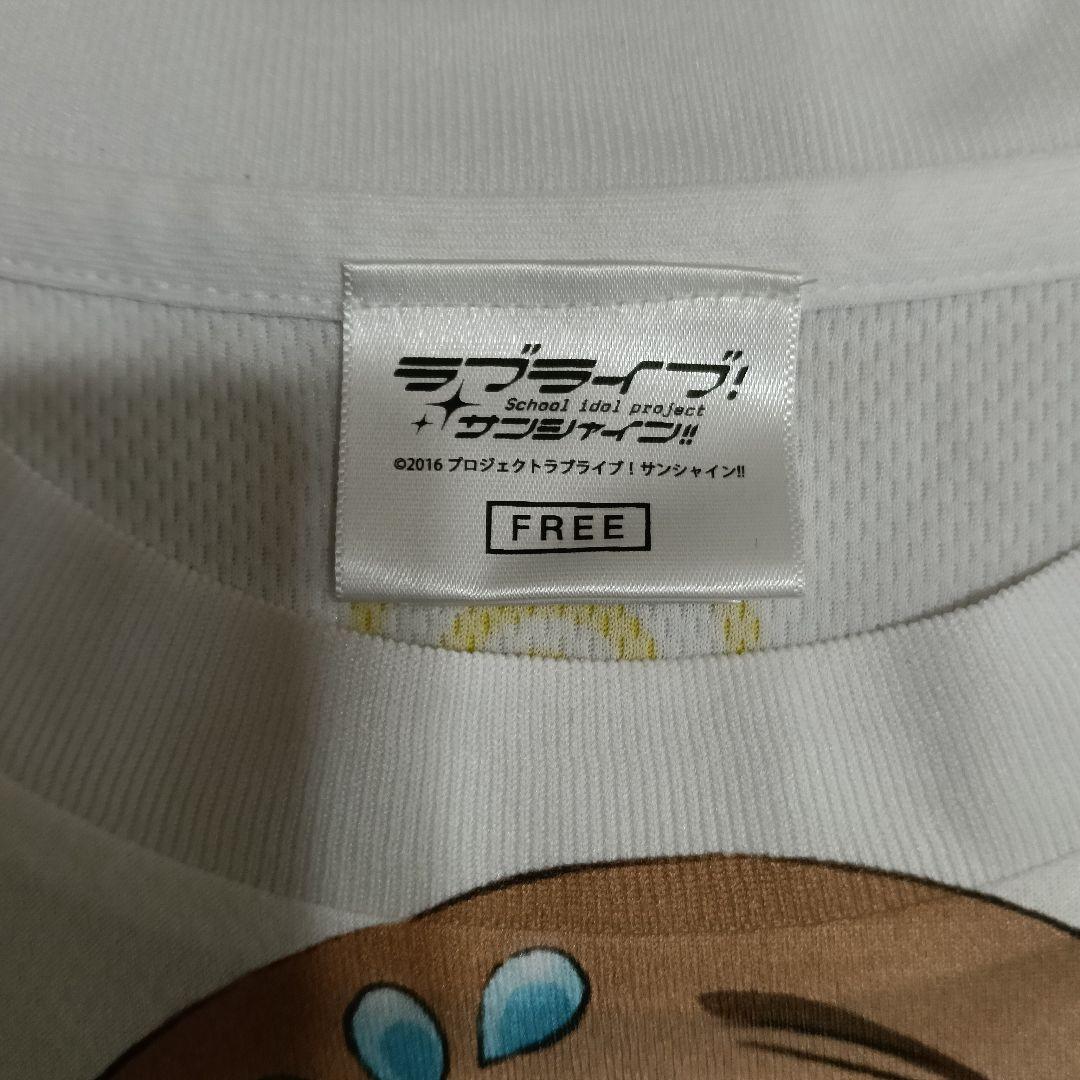 ラブライブ!
School idol project
サンシャイン!!
©2016 プロジェクトラブライブ!サンシャイン!!
FREE